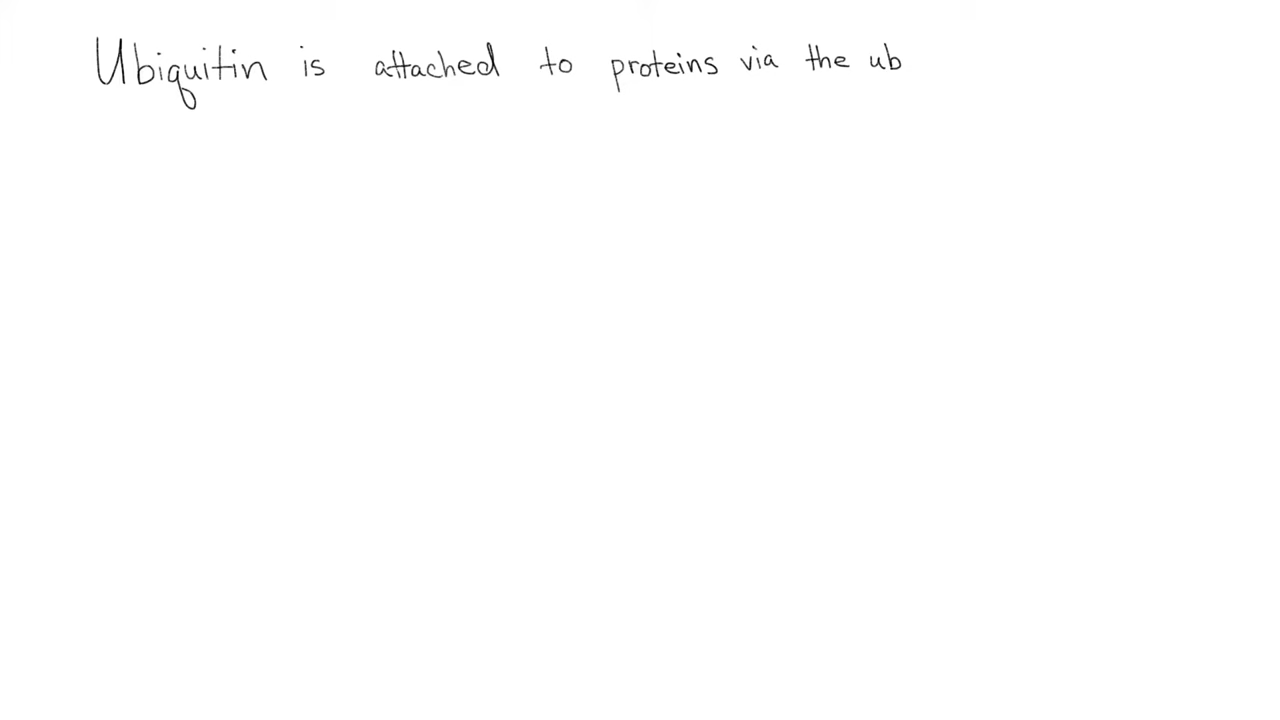 Ubiquitin is attached to proteins via the ub